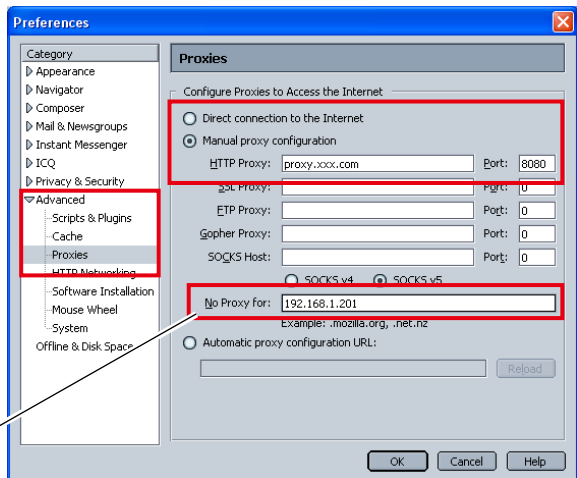 Preferences
Category
Appearance
Navigator
Composer
Mail & Newsgroups
Instant Messenger
ICQ
Privacy & Security
Advanced
Scripts & Plugins
Cache
Proxies
HTTP Networking
Software Installation
Mouse Wheel
System
Offline & Disk Space
Proxies
Configure Proxies to Access the Internet
Direct connection to the Internet
Manual proxy configuration
HTTP Proxy: proxy.xxx.com Port: 8080
SSL Proxy: Port: 0
FTP Proxy: Port: 0
Gopher Proxy: Port: 0
SOCKS Host: Port: 0
SOCKS v4 SOCKS v5
No Proxy for: 192.168.1.201
Example: .mozilla.org, .net.nz
Automatic proxy configuration URL:
Reload
OK Cancel Help